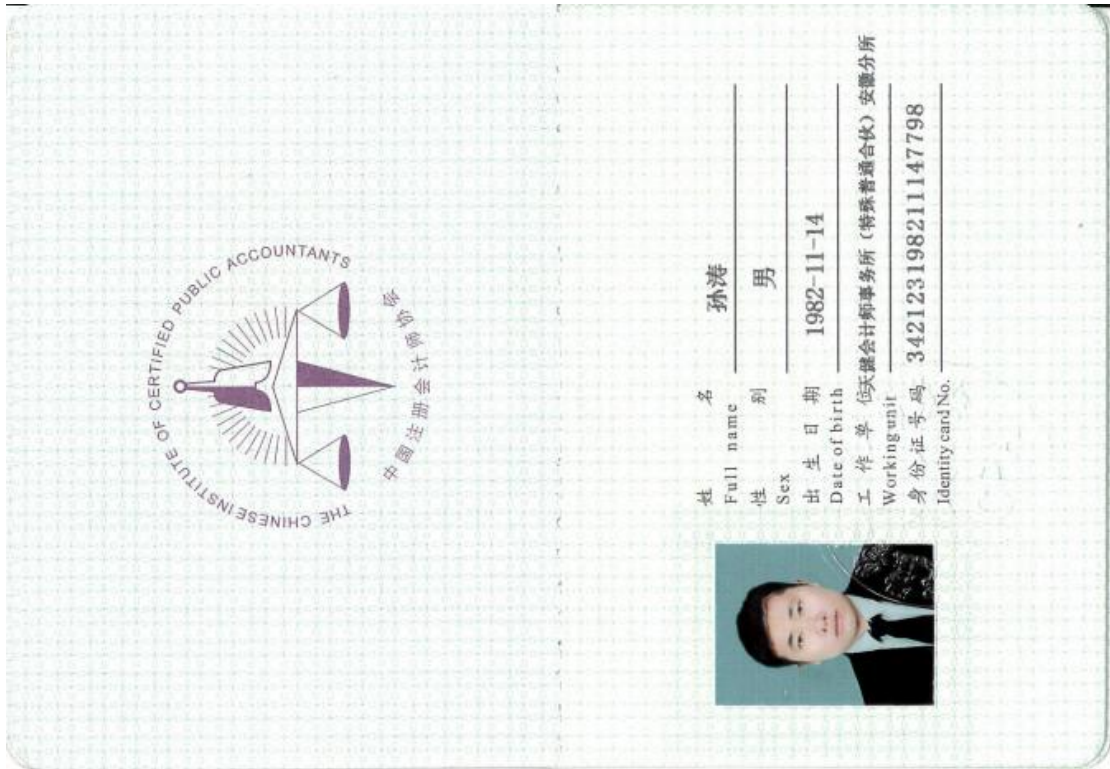 THE CHINESE INSTITUTE OF CERTIFIED PUBLIC ACCOUNTANTS
中国注册会计师协会
姓 名 孙涛
Full name
性 别 男
Sex
出 生 日 期 1982-11-14
Date of birth
工 作 单 位 天健会计师事务所（特殊普通合伙）安徽分所
Working unit
身 份 证 号 码 342123198211147798
Identity card No.